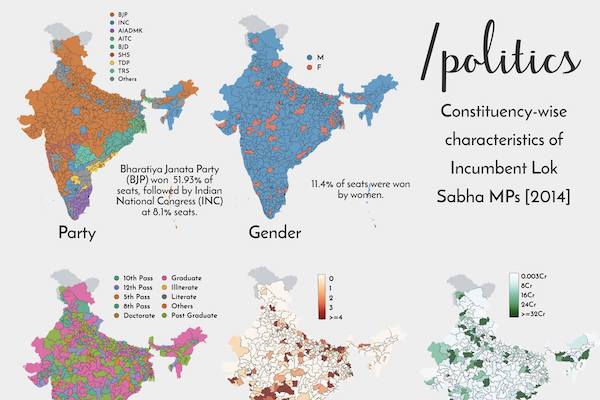 BJP
INC
AIADMK
AITC
BJD
SHS
TDP
TRS
Others
Bharatiya Janata Party
(BJP) won 51.93% of
seats, followed by Indian
National Congress (INC)
at 8.1% seats.
Party
M
F
11.4% of seats were won
by women.
Gender
/politics
Constituency-wise
characteristics of
Incumbent Lok
Sabha MPs [2014]
10th Pass Graduate
12th Pass Illiterate
5th Pass Literate
8th Pass Others
Doctorate Post Graduate
0
1
2
3
>=4
0.003Cr
8Cr
16Cr
24Cr
>=32Cr